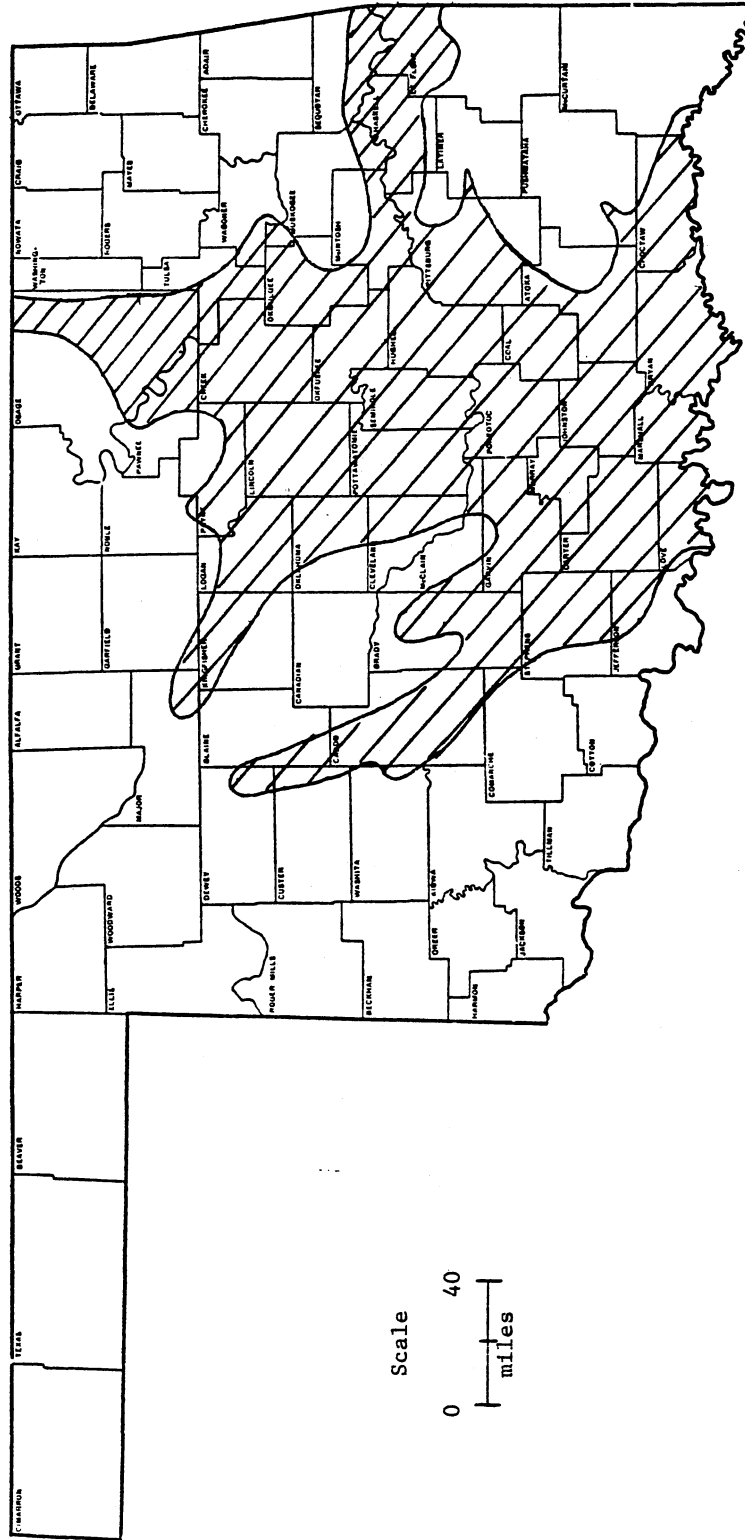 CIMARRON
TEXAS
BEAVER
HARPER
WOODS
ALFALFA
GRANT
KAY
OSAGE
WASHING-
TON
NOWATA
CRAIG
OTTAWA
ELLIS
WOODWARD
MAJOR
GARFIELD
NOBLE
PAWNEE
TULSA
ROGERS
MAYES
DELAWARE
DEWEY
BLAINE
KINGFISHER
LOGAN
PAYNE
CREEK
WAGONER
CHEROKEE
ADAIR
ROGER MILLS
CUSTER
CANADIAN
OKLAHOMA
LINCOLN
OKFUSKEE
OKMULGEE
MUSKOGEE
SEQUOYAH
BECKHAM
WASHITA
CADDO
GRADY
CLEVELAND
McCLAIN
POTTAWATOMIE
SEMINOLE
HUGHES
McINTOSH
HASKELL
GREER
KIOWA
COMANCHE
STEPHENS
GARVIN
PONTOTOC
COAL
PITTSBURG
LATIMER
LE FLORE
HARMON
JACKSON
TILLMAN
COTTON
JEFFERSON
CARTER
MURRAY
JOHNSTON
ATOKA
PUSHMATAHA
McCURTAIN
LOVE
MARSHALL
BRYAN
CHOCTAW
Scale
0 40
miles